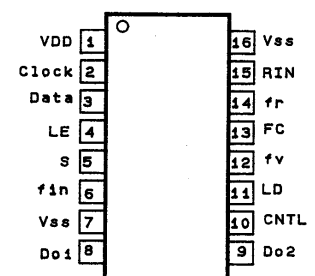 VDD 1 16 Vss
Clock 2 15 RIN
Data 3 14 fr
LE 4 13 FC
S 5 12 fv
fin 6 11 LD
Vss 7 10 CNTL
Do1 8 9 Do2